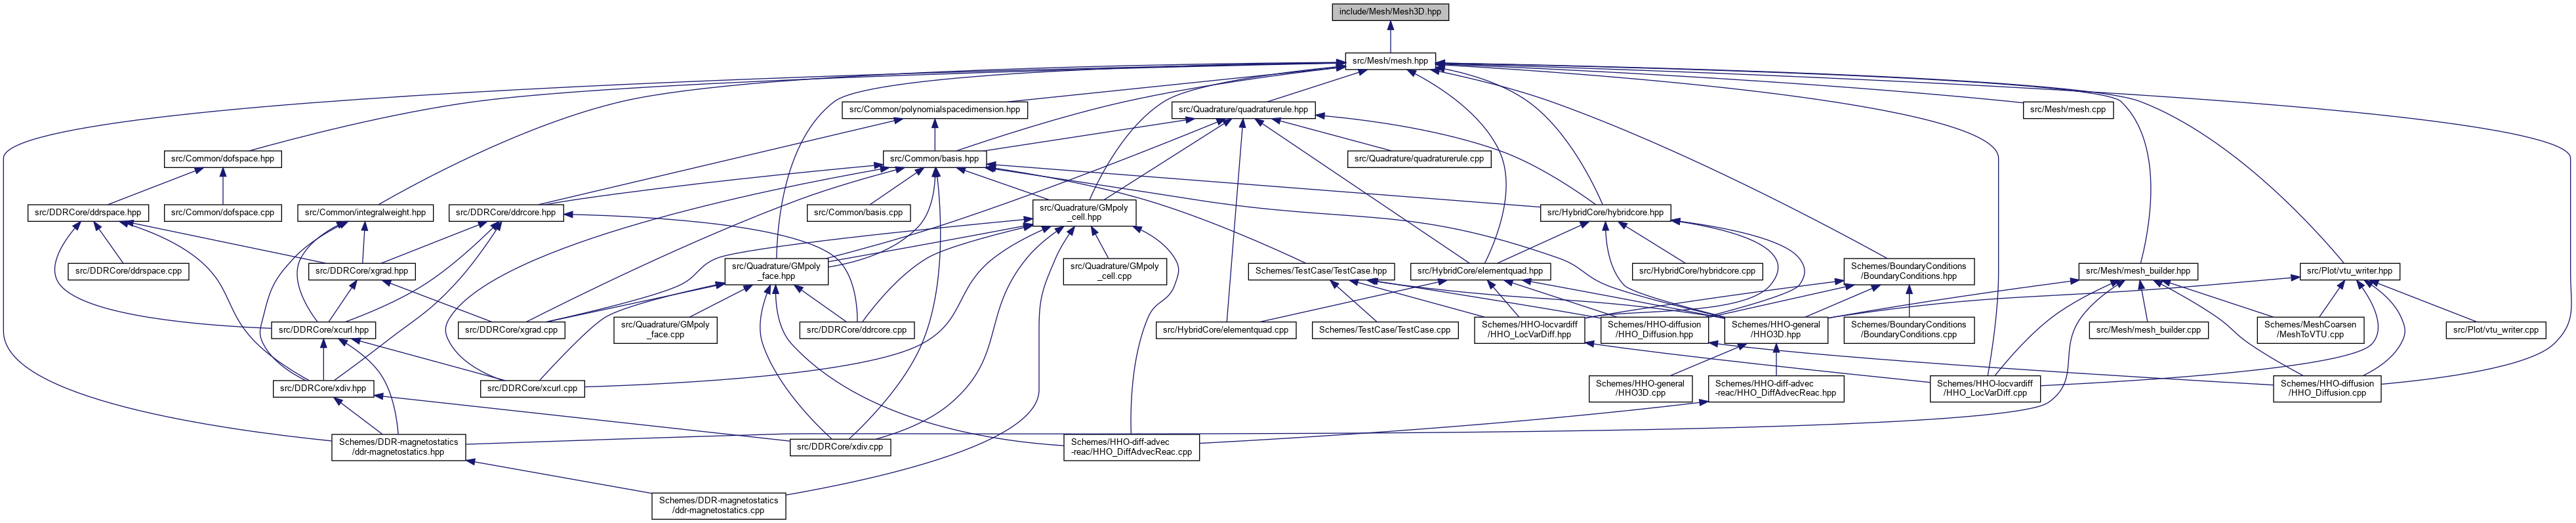 include/Mesh/Mesh3D.hpp
src/Mesh/mesh.hpp
src/Common/polynomialspacedimension.hpp
src/Quadrature/quadraturerule.hpp
src/Mesh/mesh.cpp
src/Common/dofspace.hpp
src/Common/basis.hpp
src/Quadrature/quadraturerule.cpp
src/DDRCore/ddrspace.hpp
src/Common/dofspace.cpp
src/Common/integralweight.hpp
src/DDRCore/ddrcore.hpp
src/Common/basis.cpp
src/Quadrature/GMpoly
_cell.hpp
src/HybridCore/hybridcore.hpp
src/DDRCore/ddrspace.cpp
src/DDRCore/xgrad.hpp
src/Quadrature/GMpoly
_face.hpp
src/Quadrature/GMpoly
_cell.cpp
Schemes/TestCase/TestCase.hpp
src/HybridCore/elementquad.hpp
src/HybridCore/hybridcore.cpp
Schemes/BoundaryConditions
/BoundaryConditions.hpp
src/Mesh/mesh_builder.hpp
src/Plot/vtu_writer.hpp
src/DDRCore/xcurl.hpp
src/DDRCore/xgrad.cpp
src/Quadrature/GMpoly
_face.cpp
src/DDRCore/ddrcore.cpp
src/HybridCore/elementquad.cpp
Schemes/TestCase/TestCase.cpp
Schemes/HHO-locvardiff
/HHO_LocVarDiff.hpp
Schemes/HHO-diffusion
/HHO_Diffusion.hpp
Schemes/HHO-general
/HHO3D.hpp
Schemes/BoundaryConditions
/BoundaryConditions.cpp
src/Mesh/mesh_builder.cpp
Schemes/MeshCoarsen
/MeshToVTU.cpp
src/Plot/vtu_writer.cpp
src/DDRCore/xdiv.hpp
src/DDRCore/xcurl.cpp
Schemes/HHO-general
/HHO3D.cpp
Schemes/HHO-diff-advec
-reac/HHO_DiffAdvecReac.hpp
Schemes/HHO-locvardiff
/HHO_LocVarDiff.cpp
Schemes/HHO-diffusion
/HHO_Diffusion.cpp
Schemes/DDR-magnetostatics
/ddr-magnetostatics.hpp
src/DDRCore/xdiv.cpp
Schemes/HHO-diff-advec
-reac/HHO_DiffAdvecReac.cpp
Schemes/DDR-magnetostatics
/ddr-magnetostatics.cpp